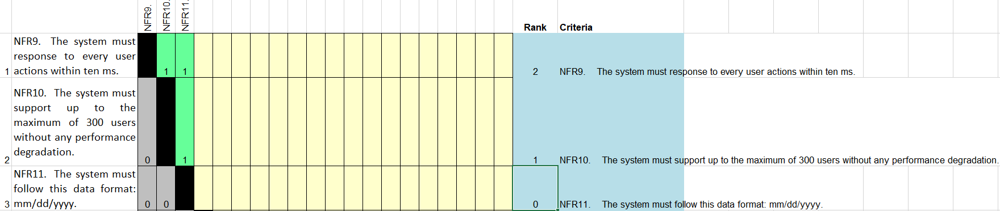 NFR9.
NFR10.
NFR11.
Rank Criteria
NFR9. The system must
response to every user
1 actions within ten ms. 1 1 2 NFR9. The system must response to every user actions within ten ms.
NFR10. The system must
support up to the
maximum of 300 users
without any performance
degradation.
2 0 1 1 NFR10. The system must support up to the maximum of 300 users without any performance degradation.
NFR11. The system must
follow this data format:
3 mm/dd/yyyy. 0 0 0 NFR11. The system must follow this data format: mm/dd/yyyy.